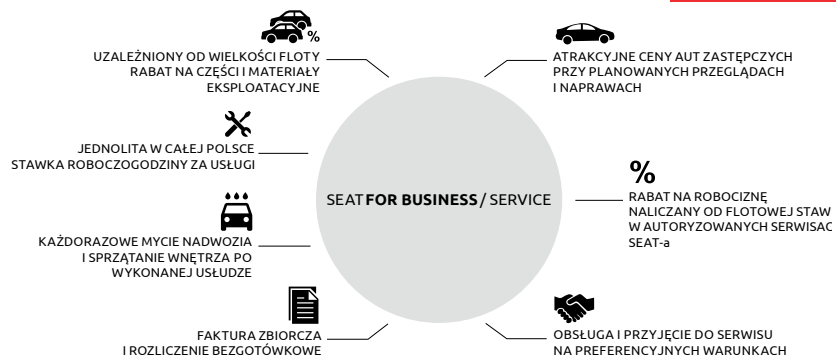 %
UZALEŻNIONY OD WIELKOŚCI FLOTY
RABAT NA CZĘŚCI I MATERIAŁY
EKSPLOATACYJNE
JEDNOLITA W CAŁEJ POLSCE
STAWKA ROBOCZOGODZINY ZA USŁUGI
KAŻDORAZOWE MYCIE NADWOZIA
I SPRZĄTANIE WNĘTRZA PO
WYKONANEJ USŁUDZE
FAKTURA ZBIORCZA
I ROZLICZENIE BEZGOTÓWKOWE
SEAT FOR BUSINESS / SERVICE
ATRAKCYJNE CENY AUT ZASTĘPCZYCH
PRZY PLANOWANYCH PRZEGLĄDACH
I NAPRAWACH
%
RABAT NA ROBOCIZNĘ
NALICZANY OD FLOTOWEJ STAW
W AUTORYZOWANYCH SERWISAC
SEAT-a
OBSŁUGA I PRZYJĘCIE DO SERWISU
NA PREFERENCYJNYCH WARUNKACH